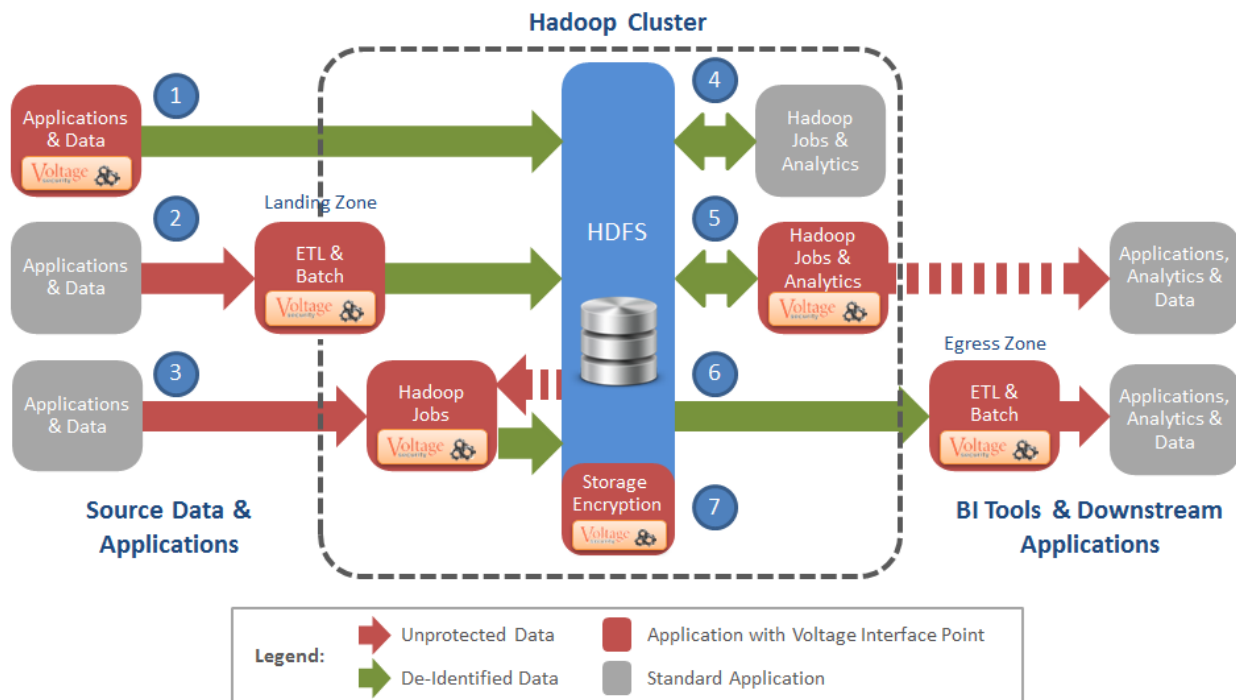 Hadoop Cluster
1
Applications
& Data
Voltage
security
4
Hadoop
Jobs &
Analytics
2
Landing Zone
Applications
& Data
ETL &
Batch
Voltage
security
HDFS
5
Hadoop
Jobs &
Analytics
Voltage
security
Applications,
Analytics &
Data
3
Applications
& Data
Hadoop
Jobs
Voltage
security
6
Egress Zone
ETL &
Batch
Voltage
security
Applications,
Analytics &
Data
Storage
Encryption
Voltage
security
7
Source Data &
Applications
BI Tools & Downstream
Applications
Legend:
Unprotected Data
Application with Voltage Interface Point
De-Identified Data
Standard Application